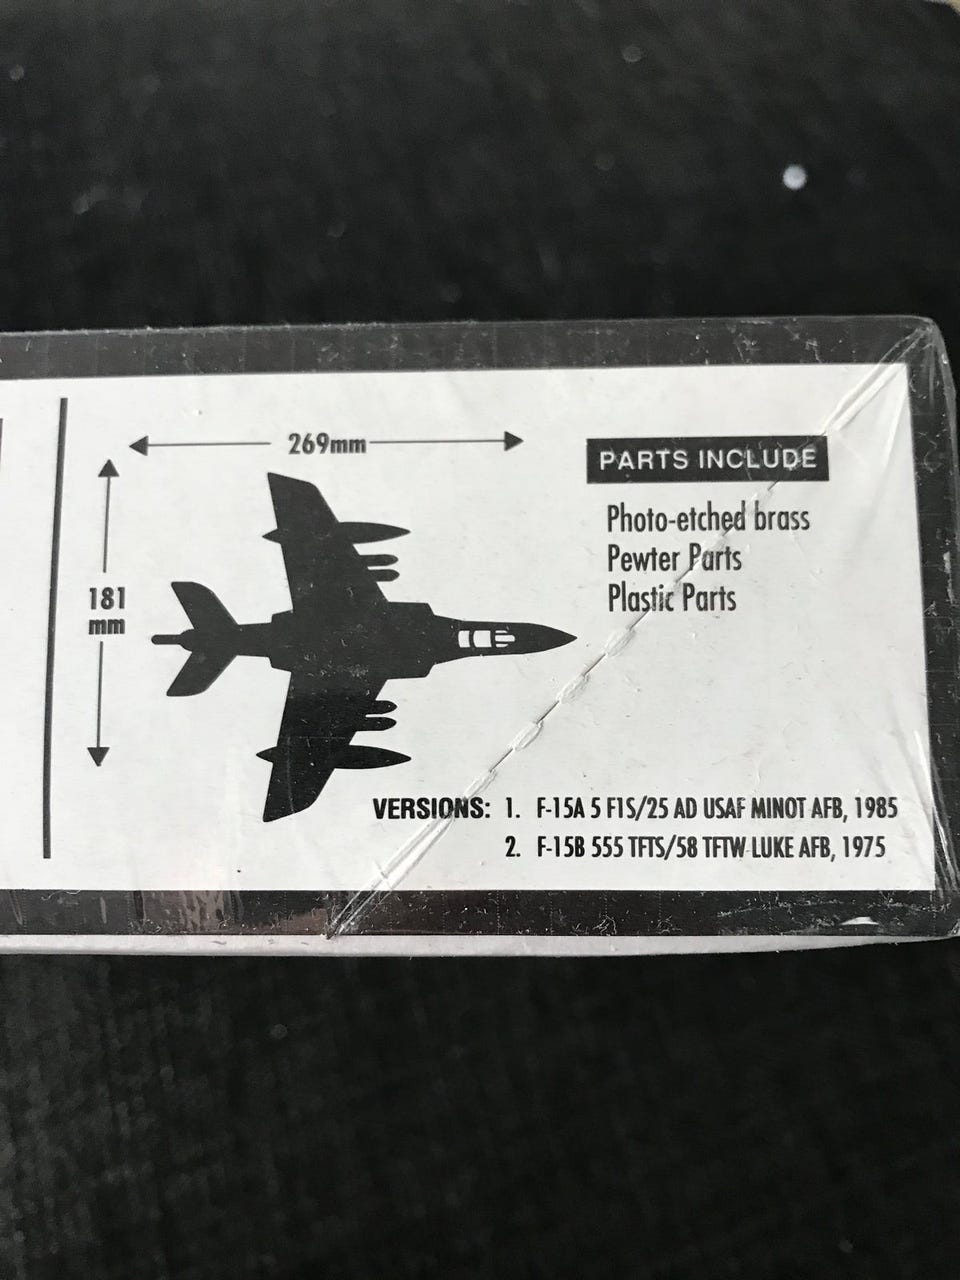 269mm
181
mm
PARTS INCLUDE
Photo-etched brass
Pewter Parts
Plastic Parts
VERSIONS: 1. F-15A 5 F1S/25 AD USAF MINOT AFB, 1985
2. F-15B 555 TFTS/58 TFTW LUKE AFB, 1975